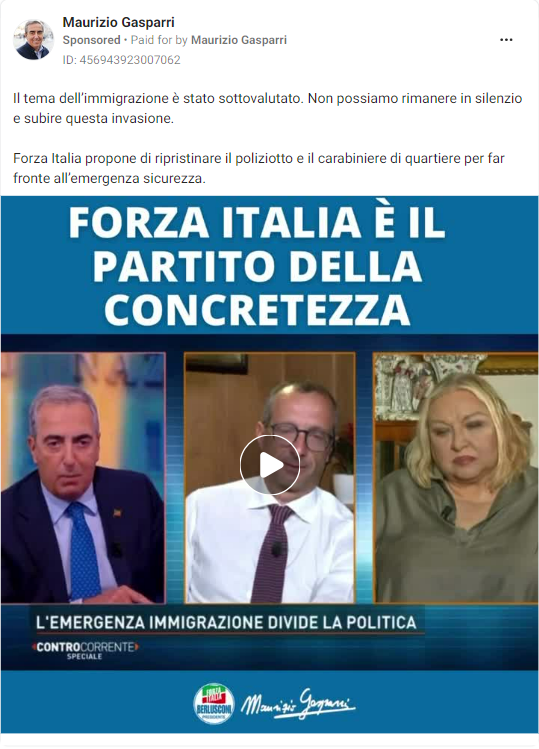 Maurizio Gasparri
Sponsored • Paid for by Maurizio Gasparri
ID: 456943923007062
Il tema dell'immigrazione è stato sottovalutato. Non possiamo rimanere in silenzio
e subire questa invasione.
Forza Italia propone di ripristinare il poliziotto e il carabiniere di quartiere per far
fronte all'emergenza sicurezza.
FORZA ITALIA È IL
PARTITO DELLA
CONCRETEZZA
L'EMERGENZA IMMIGRAZIONE DIVIDE LA POLITICA
CONTROCORRENTE
SPECIALE
FORZA
ITALIA
BERLUSCONI
PRESIDENTE
Maurizio Gasparri